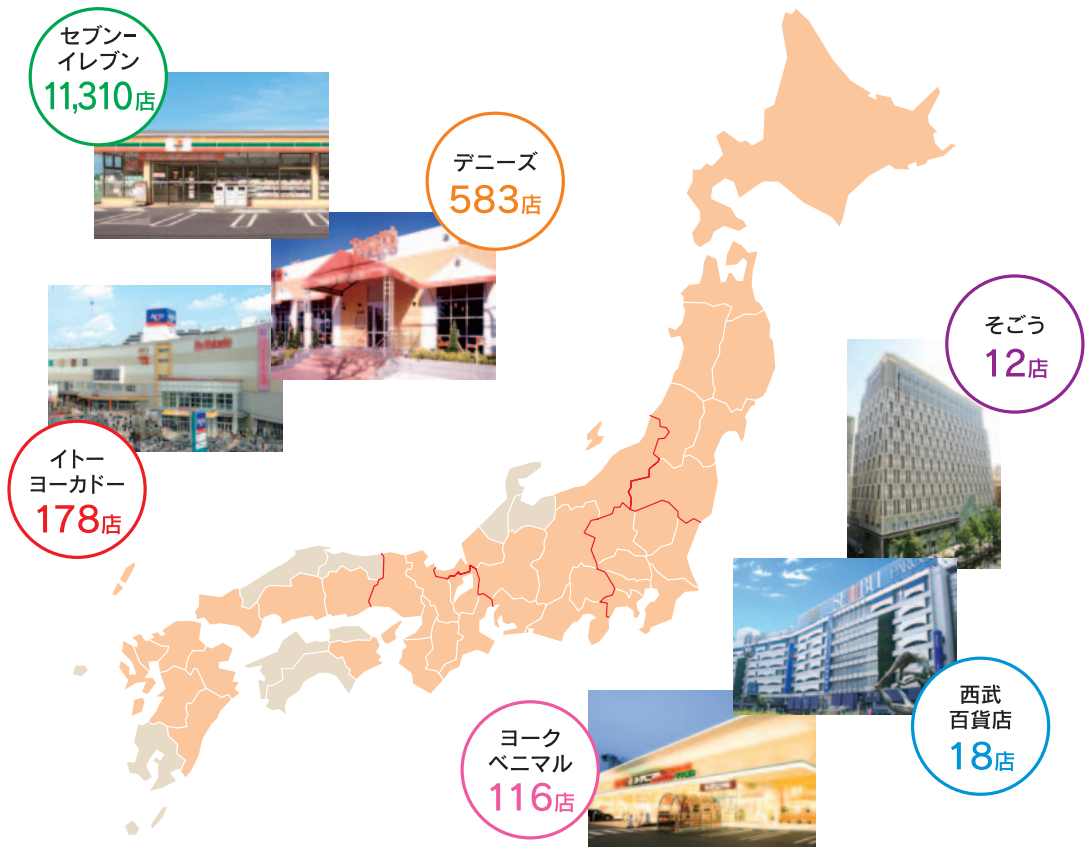 セブン-
イレブン
11,310店
デニーズ
583店
そごう
12店
イトー
ヨーカドー
178店
西武
百貨店
18店
ヨーク
ベニマル
116店